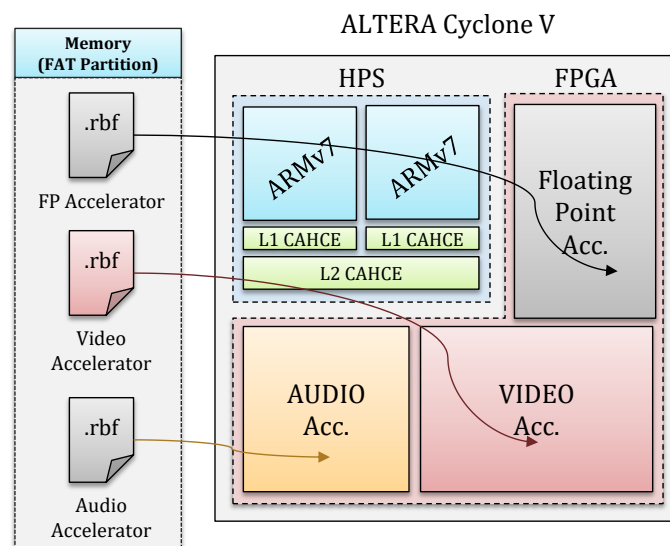 ALTERA Cyclone V
Memory
(FAT Partition)
.rbf
FP Accelerator
.rbf
Video
Accelerator
.rbf
Audio
Accelerator
HPS
FPGA
ARMv7
ARMv7
L1 CAHCE
L1 CAHCE
L2 CAHCE
Floating
Point
Acc.
AUDIO
Acc.
VIDEO
Acc.